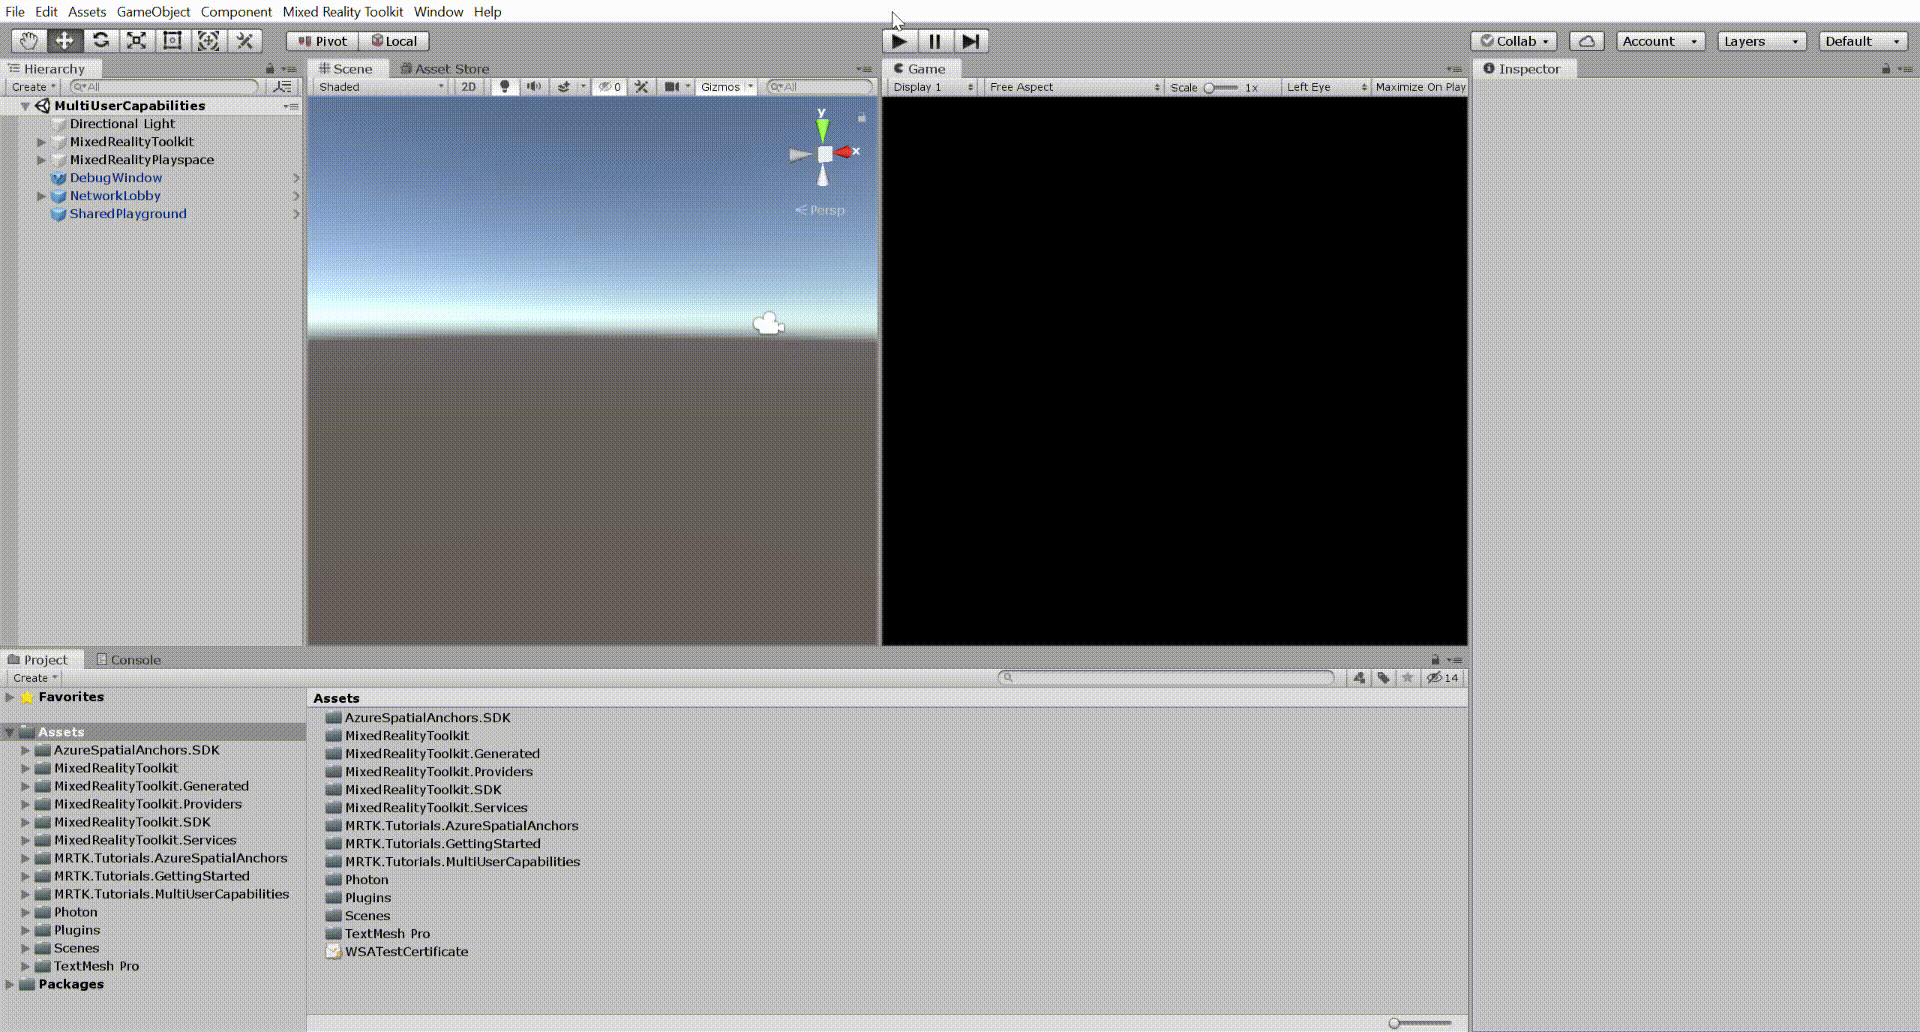 File Edit Assets GameObject Component Mixed Reality Toolkit Window Help
Pivot Local Collab Account Layers Default
Hierarchy Scene Asset Store Game Inspector
Create All Shaded 2D 0 Gizmos All Display 1 Free Aspect Scale 1x Left Eye Maximize On Play
MultiUserCapabilities
Directional Light
MixedRealityToolkit
MixedRealityPlayspace
DebugWindow
NetworkLobby
SharedPlayground
y
x
Persp
Project Console
Create 14
Favorites
Assets
AzureSpatialAnchors.SDK
MixedRealityToolkit
MixedRealityToolkit.Generated
MixedRealityToolkit.Providers
MixedRealityToolkit.SDK
MixedRealityToolkit.Services
MRTK.Tutorials.AzureSpatialAnchors
MRTK.Tutorials.GettingStarted
MRTK.Tutorials.MultiUserCapabilities
Photon
Plugins
Scenes
TextMesh Pro
Packages
Assets
AzureSpatialAnchors.SDK
MixedRealityToolkit
MixedRealityToolkit.Generated
MixedRealityToolkit.Providers
MixedRealityToolkit.SDK
MixedRealityToolkit.Services
MRTK.Tutorials.AzureSpatialAnchors
MRTK.Tutorials.GettingStarted
MRTK.Tutorials.MultiUserCapabilities
Photon
Plugins
Scenes
TextMesh Pro
WSATestCertificate